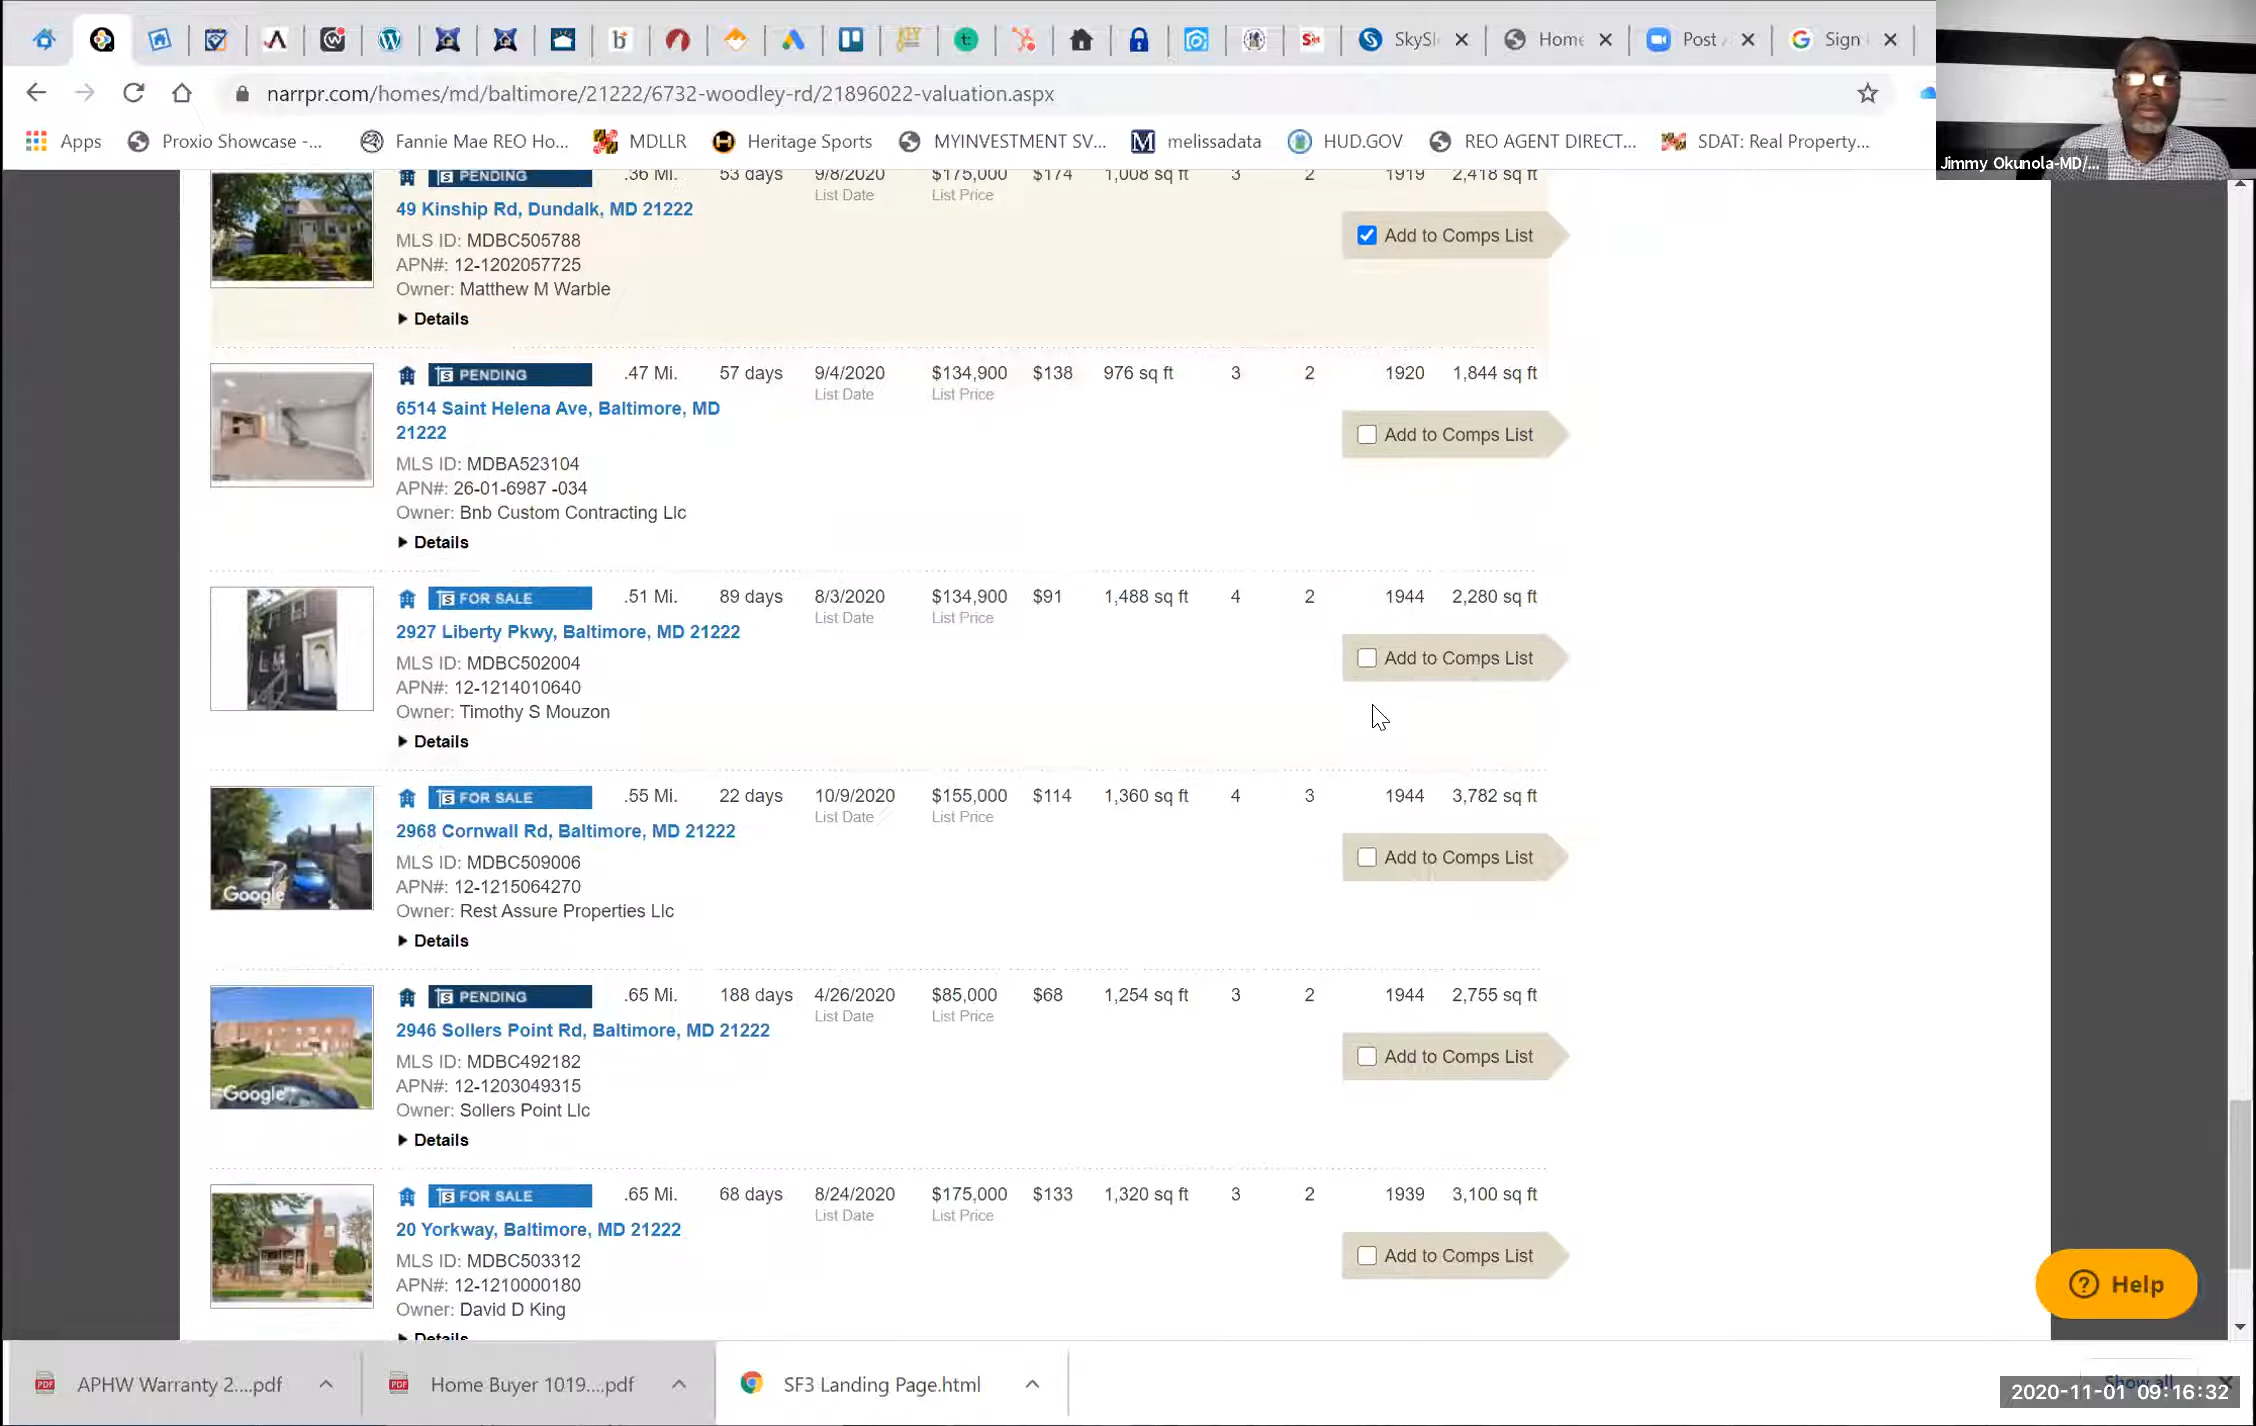 SkySl
Home
Post
Sign
narrpr.com/homes/md/baltimore/21222/6732-woodley-rd/21896022-valuation.aspx
Apps
Proxio Showcase -...
Fannie Mae REO Ho...
MDLLR
Heritage Sports
MYINVESTMENT SV...
melissadata
HUD.GOV
REO AGENT DIRECT...
SDAT: Real Property...
Jimmy Okunola-MD/...
PENDING .36 Mi. 53 days 9/8/2020 $175,000 $174 1,008 sq ft 3 2 1919 2,418 sq ft
List Date List Price
49 Kinship Rd, Dundalk, MD 21222
Add to Comps List
MLS ID: MDBC505788
APN#: 12-1202057725
Owner: Matthew M Warble
Details
PENDING .47 Mi. 57 days 9/4/2020 $134,900 $138 976 sq ft 3 2 1920 1,844 sq ft
List Date List Price
6514 Saint Helena Ave, Baltimore, MD
21222
Add to Comps List
MLS ID: MDBA523104
APN#: 26-01-6987 -034
Owner: Bnb Custom Contracting Llc
Details
FOR SALE .51 Mi. 89 days 8/3/2020 $134,900 $91 1,488 sq ft 4 2 1944 2,280 sq ft
List Date List Price
2927 Liberty Pkwy, Baltimore, MD 21222
Add to Comps List
MLS ID: MDBC502004
APN#: 12-1214010640
Owner: Timothy S Mouzon
Details
FOR SALE .55 Mi. 22 days 10/9/2020 $155,000 $114 1,360 sq ft 4 3 1944 3,782 sq ft
List Date List Price
2968 Cornwall Rd, Baltimore, MD 21222
Add to Comps List
MLS ID: MDBC509006
APN#: 12-1215064270
Google
Owner: Rest Assure Properties Llc
Details
PENDING .65 Mi. 188 days 4/26/2020 $85,000 $68 1,254 sq ft 3 2 1944 2,755 sq ft
List Date List Price
2946 Sollers Point Rd, Baltimore, MD 21222
Add to Comps List
MLS ID: MDBC492182
APN#: 12-1203049315
Google
Owner: Sollers Point Llc
Details
FOR SALE .65 Mi. 68 days 8/24/2020 $175,000 $133 1,320 sq ft 3 2 1939 3,100 sq ft
List Date List Price
20 Yorkway, Baltimore, MD 21222
Add to Comps List
MLS ID: MDBC503312
APN#: 12-1210000180
Owner: David D King
Details
Help
APHW Warranty 2....pdf
Home Buyer 1019....pdf
SF3 Landing Page.html
Show all
2020-11-01 09:16:32